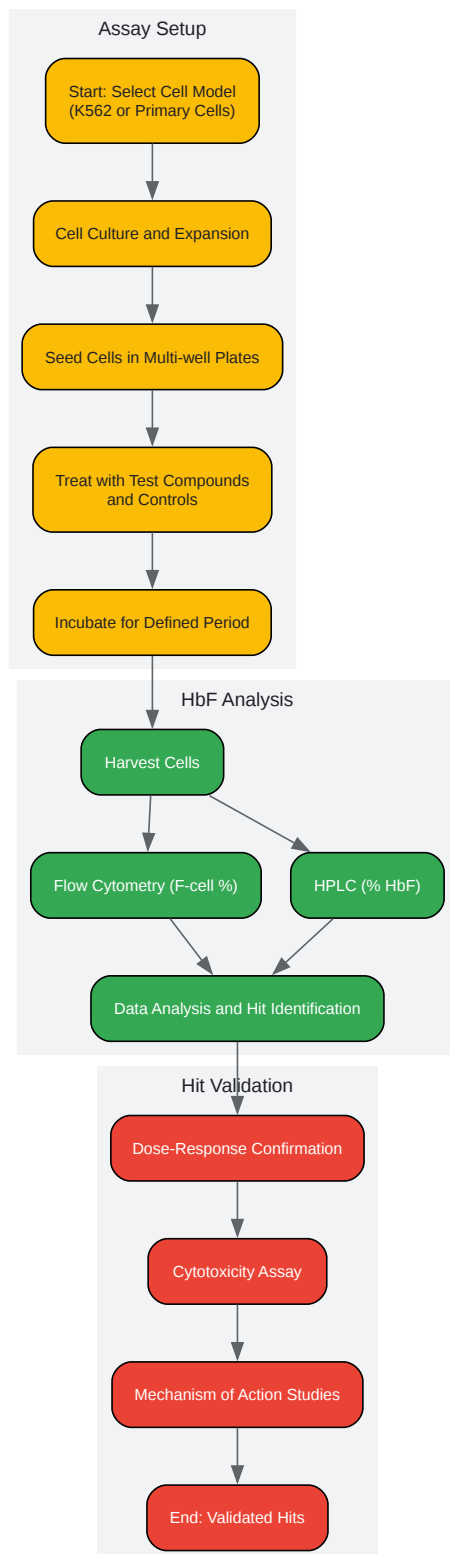 Assay Setup
Start: Select Cell Model
(K562 or Primary Cells)
Cell Culture and Expansion
Seed Cells in Multi-well Plates
Treat with Test Compounds
and Controls
Incubate for Defined Period
HbF Analysis
Harvest Cells
Flow Cytometry (F-cell %)
HPLC (% HbF)
Data Analysis and Hit Identification
Hit Validation
Dose-Response Confirmation
Cytotoxicity Assay
Mechanism of Action Studies
End: Validated Hits